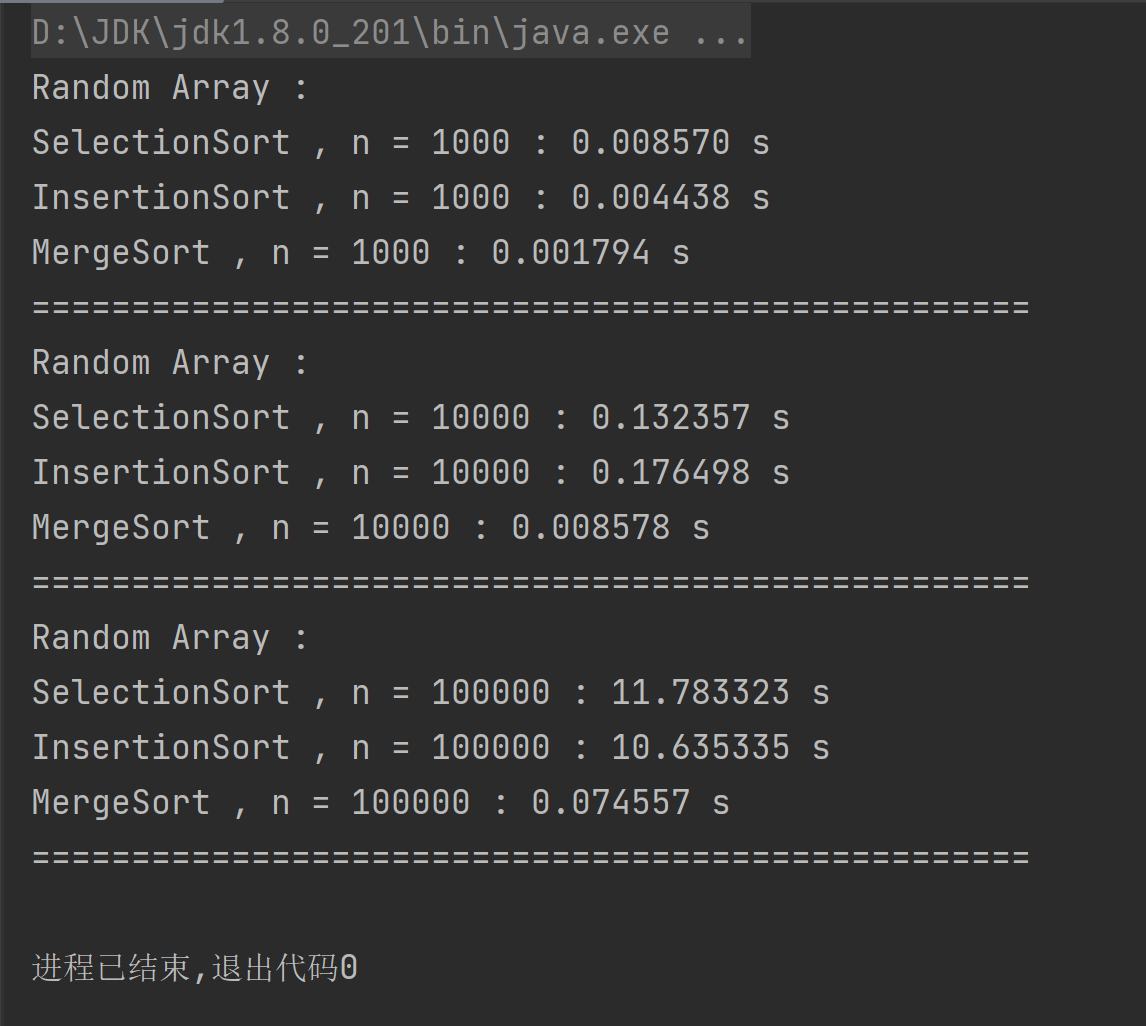 D:\JDK\jdk1.8.0_201\bin\java.exe ...
Random Array :
SelectionSort , n = 1000 : 0.008570 s
InsertionSort , n = 1000 : 0.004438 s
MergeSort , n = 1000 : 0.001794 s
==================================================
Random Array :
SelectionSort , n = 10000 : 0.132357 s
InsertionSort , n = 10000 : 0.176498 s
MergeSort , n = 10000 : 0.008578 s
==================================================
Random Array :
SelectionSort , n = 100000 : 11.783323 s
InsertionSort , n = 100000 : 10.635335 s
MergeSort , n = 100000 : 0.074557 s
==================================================
进程已结束,退出代码0